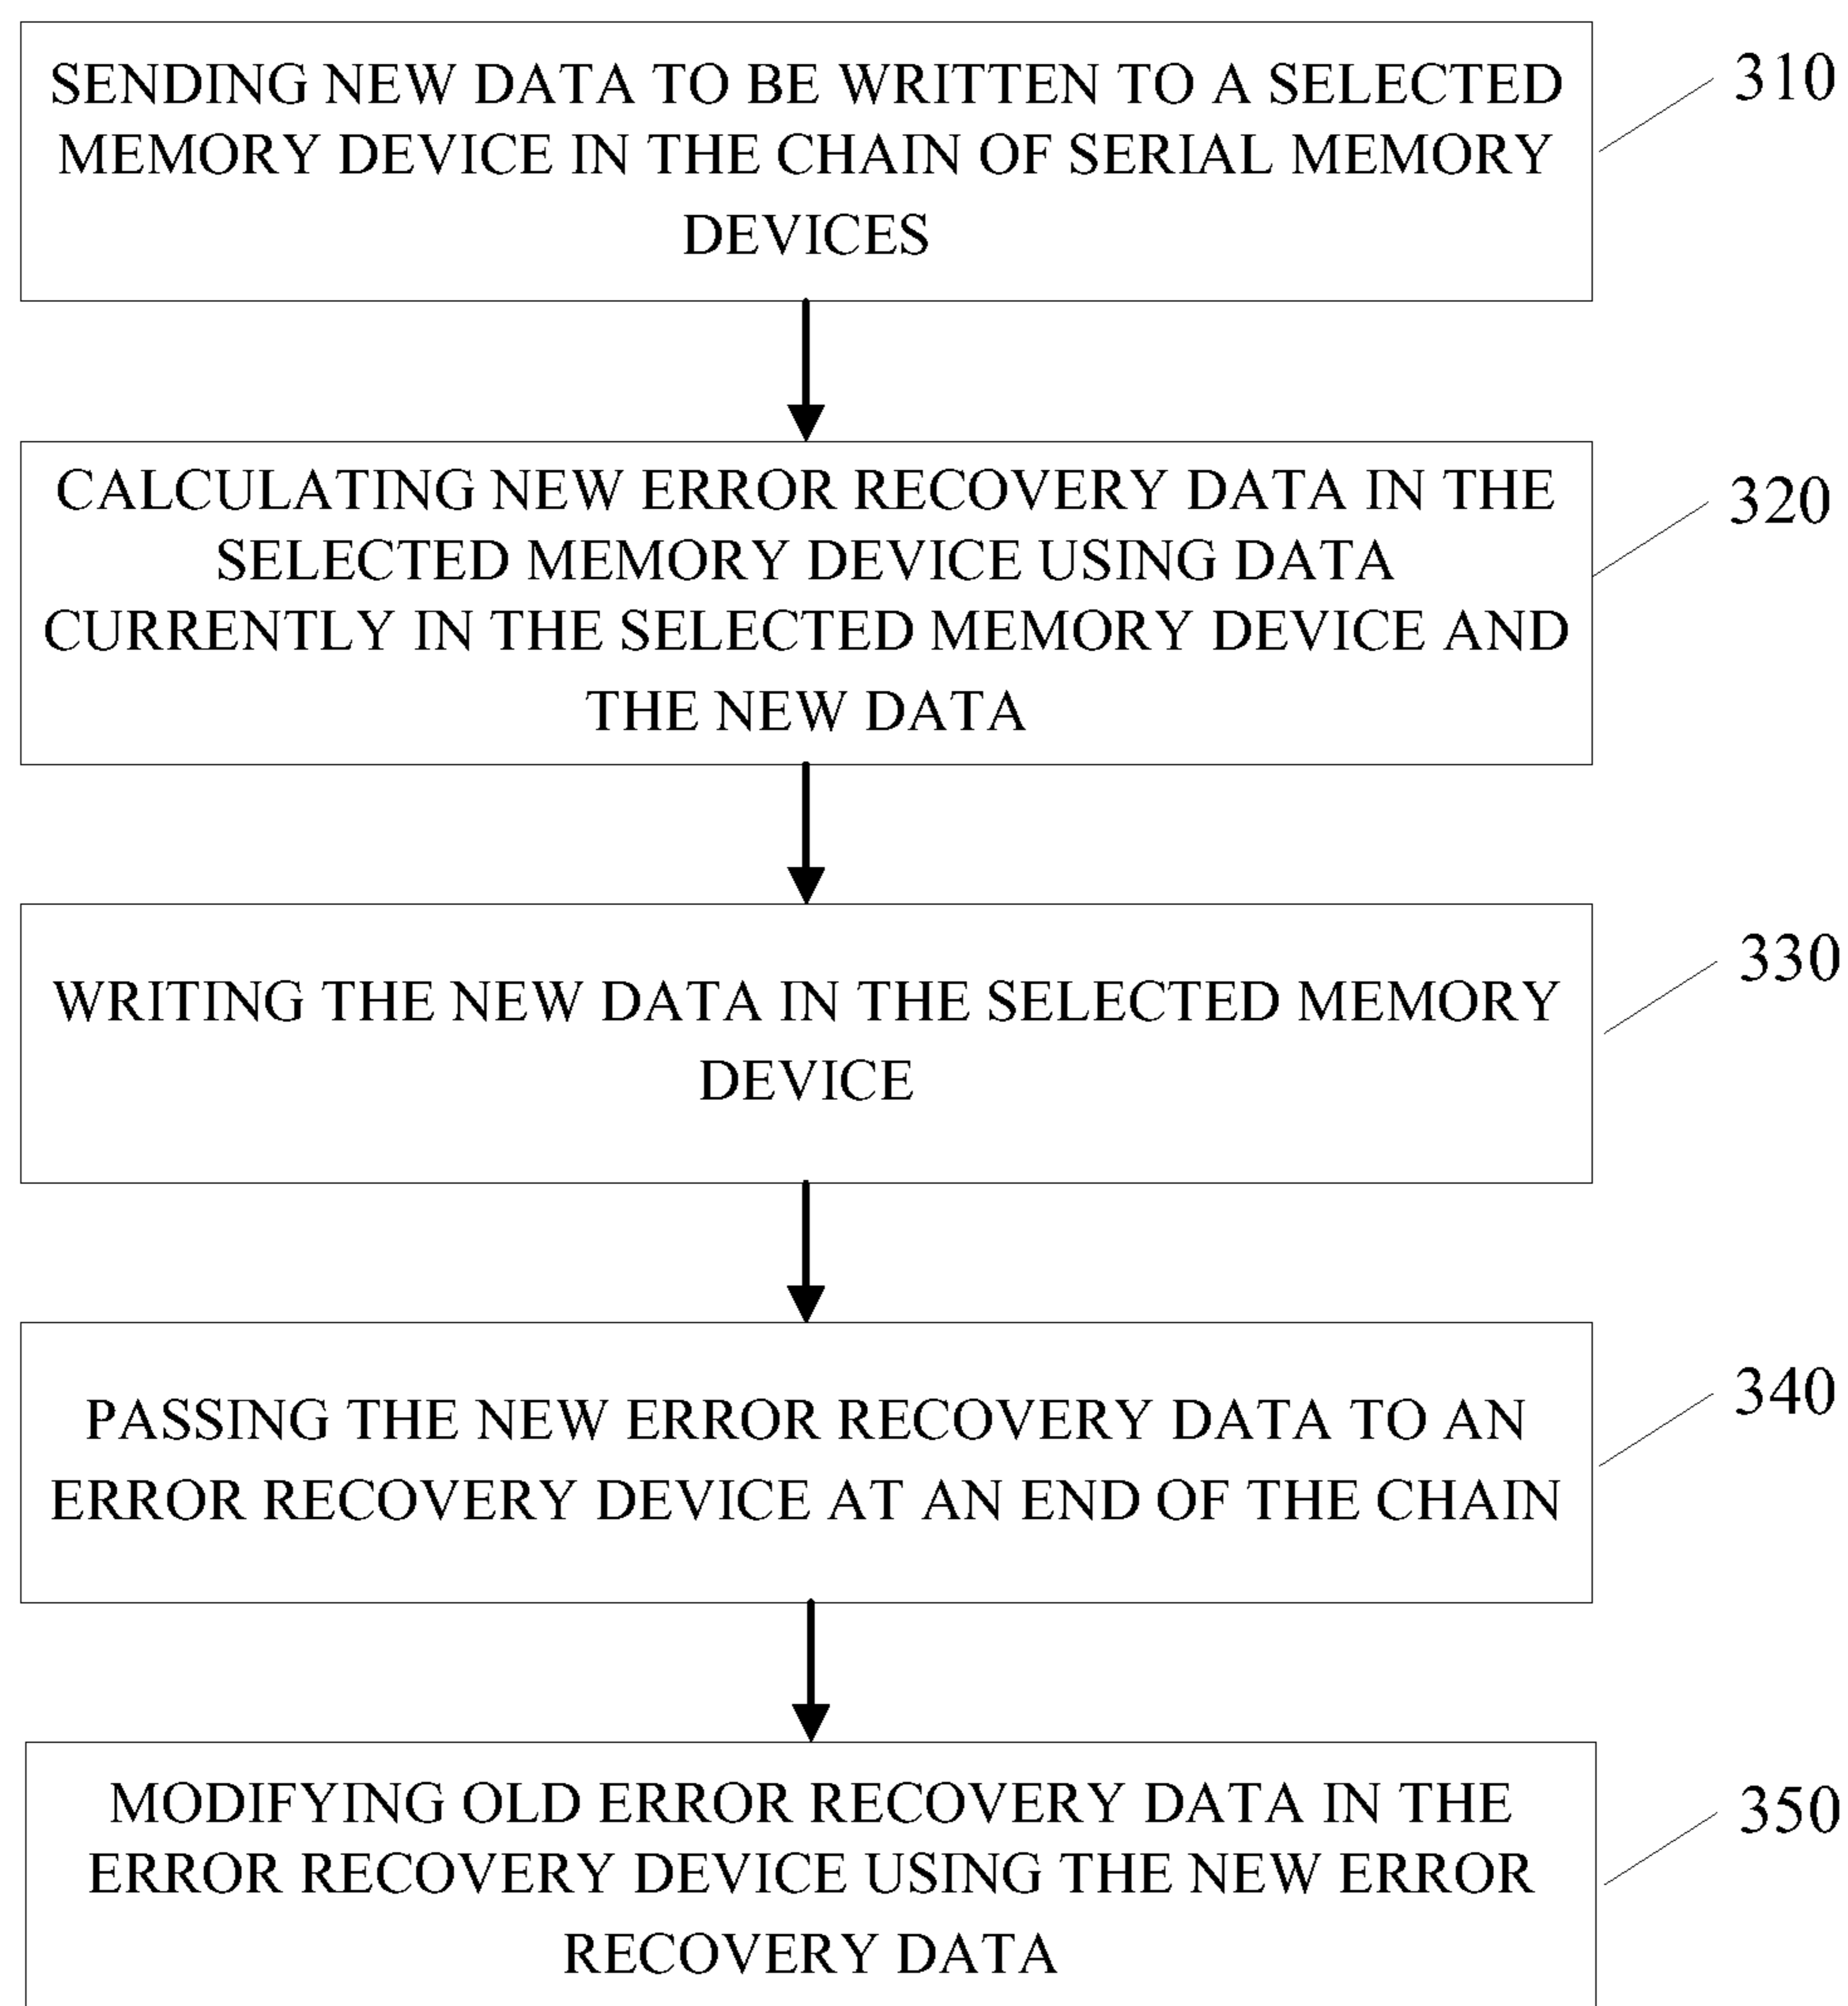 SENDING NEW DATA TO BE WRITTEN TO A SELECTED
MEMORY DEVICE IN THE CHAIN OF SERIAL MEMORY
DEVICES
310
CALCULATING NEW ERROR RECOVERY DATA IN THE
SELECTED MEMORY DEVICE USING DATA
CURRENTLY IN THE SELECTED MEMORY DEVICE AND
THE NEW DATA
320
WRITING THE NEW DATA IN THE SELECTED MEMORY
DEVICE
330
PASSING THE NEW ERROR RECOVERY DATA TO AN
ERROR RECOVERY DEVICE AT AN END OF THE CHAIN
340
MODIFYING OLD ERROR RECOVERY DATA IN THE
ERROR RECOVERY DEVICE USING THE NEW ERROR
RECOVERY DATA
350